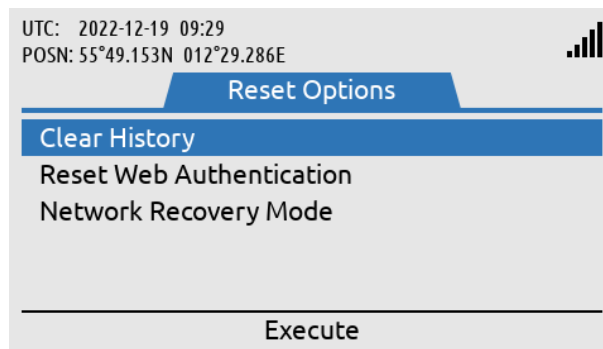 UTC: 2022-12-19 09:29
POSN: 55°49.153N 012°29.286E
Reset Options
Clear History
Reset Web Authentication
Network Recovery Mode
Execute